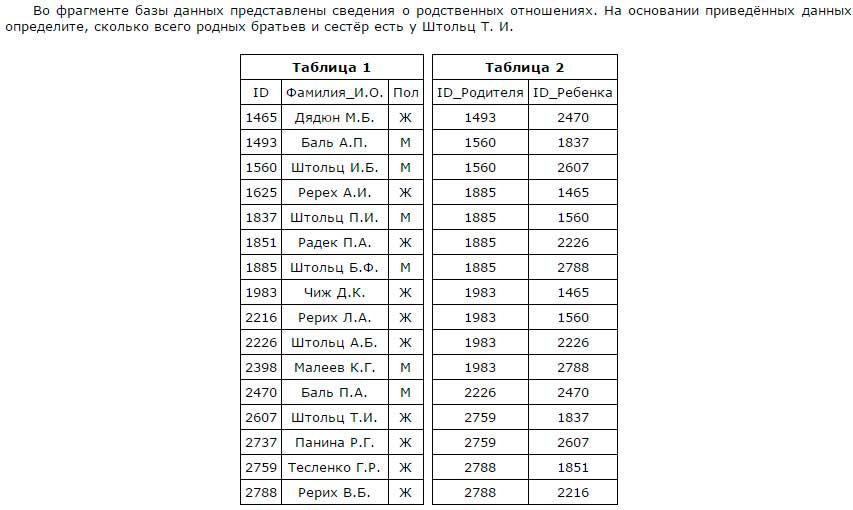 Во фрагменте базы данных представлены сведения о родственных отношениях. На основании приведённых данных
определите, сколько всего родных братьев и сестёр есть у Штольц Т. И.
Таблица 1
ID Фамилия_И.О. Пол
1465 Дядюн М.Б. Ж
1493 Баль А.П. М
1560 Штольц И.Б. М
1625 Ререх А.И. Ж
1837 Штольц П.И. М
1851 Радек П.А. Ж
1885 Штольц Б.Ф. М
1983 Чиж Д.К. Ж
2216 Рерих Л.А. Ж
2226 Штольц А.Б. Ж
2398 Малеев К.Г. М
2470 Баль П.А. М
2607 Штольц Т.И. Ж
2737 Панина Р.Г. Ж
2759 Тесленко Г.Р. Ж
2788 Рерих В.Б. Ж
Таблица 2
ID_Родителя ID_Ребенка
1493 2470
1560 1837
1560 2607
1885 1465
1885 1560
1885 2226
1885 2788
1983 1465
1983 1560
1983 2226
1983 2788
2226 2470
2759 1837
2759 2607
2788 1851
2788 2216